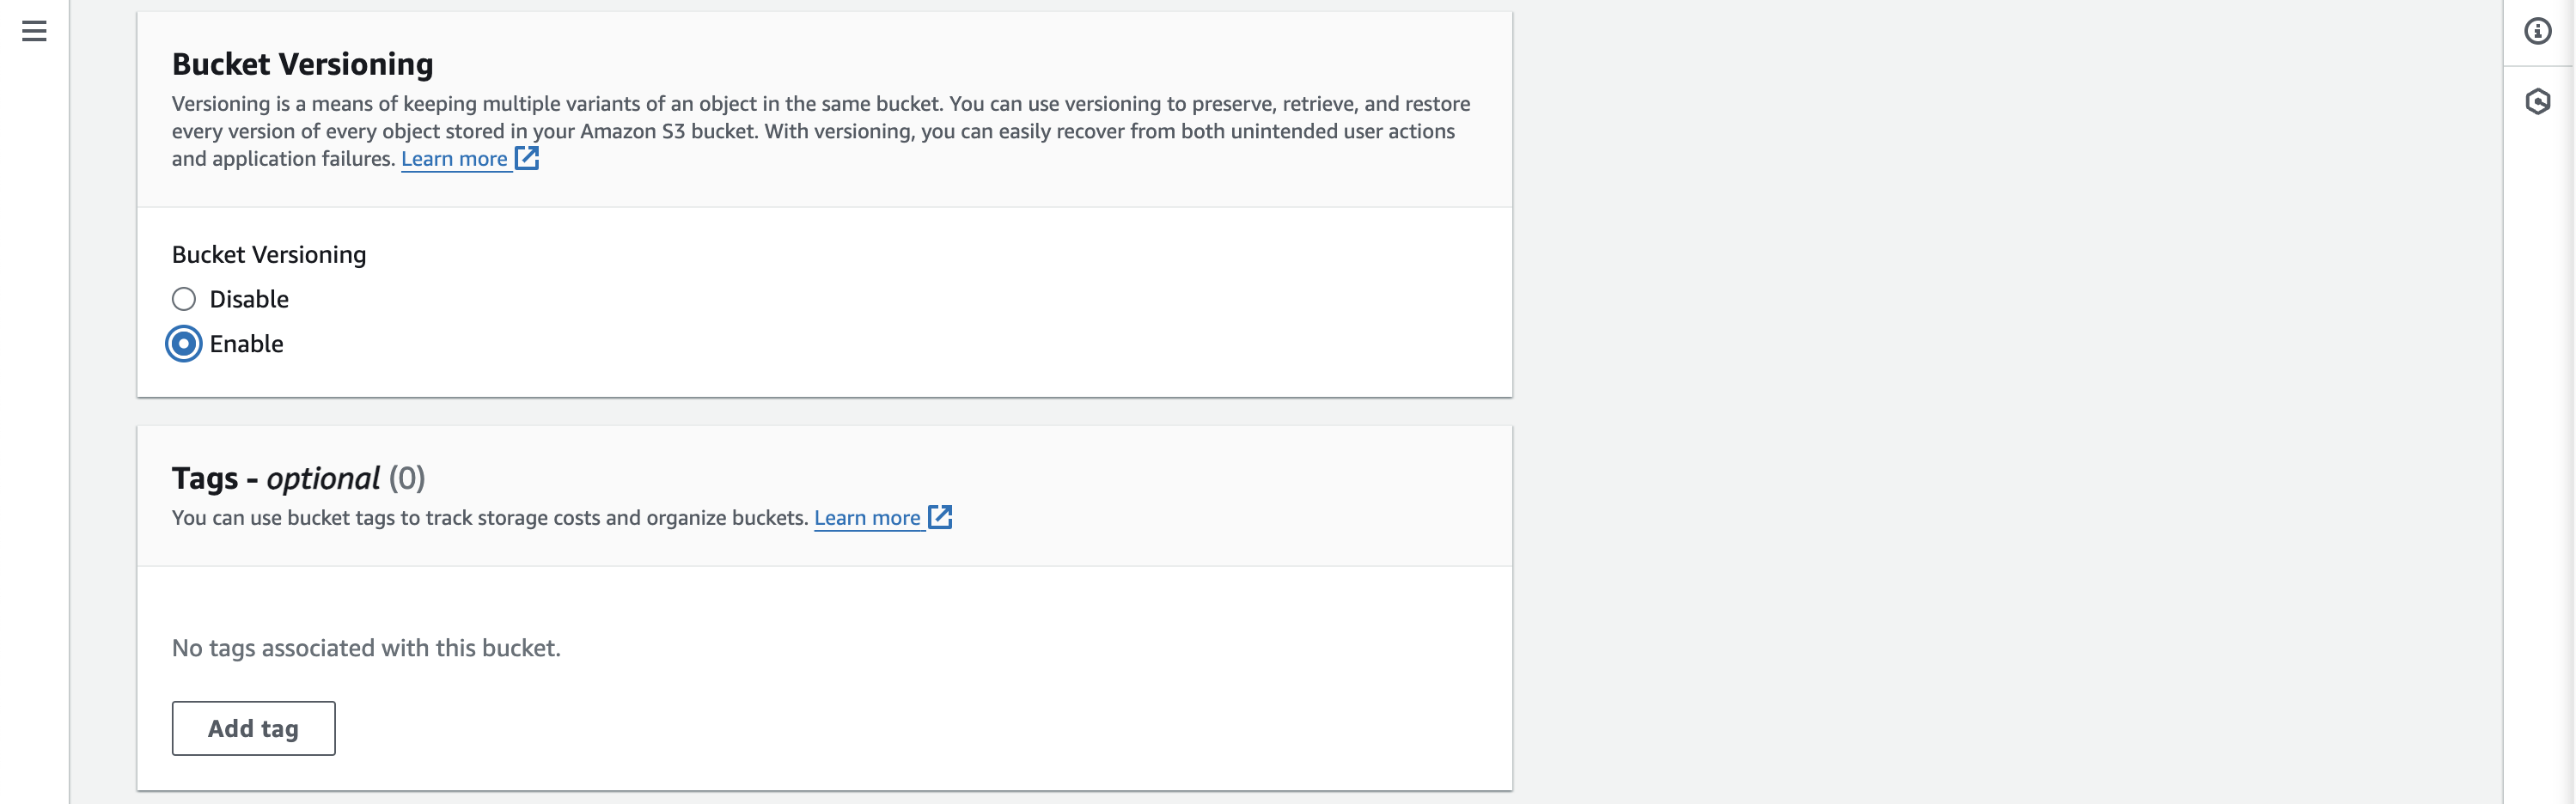 Bucket Versioning
Versioning is a means of keeping multiple variants of an object in the same bucket. You can use versioning to preserve, retrieve, and restore
every version of every object stored in your Amazon S3 bucket. With versioning, you can easily recover from both unintended user actions
and application failures. Learn more
Bucket Versioning
Disable
Enable
Tags - optional (0)
You can use bucket tags to track storage costs and organize buckets. Learn more
No tags associated with this bucket.
Add tag